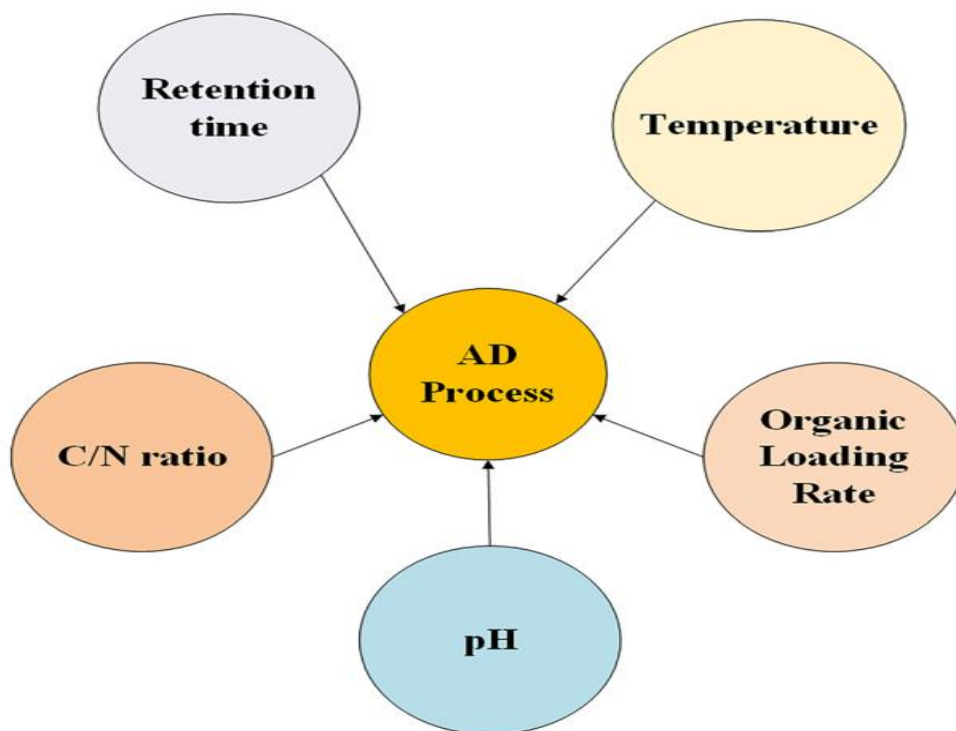 Retention
time
Temperature
AD
Process
C/N ratio
Organic
Loading
Rate
pH